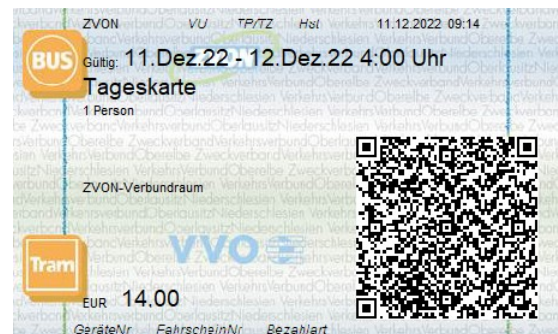 ZVON VU TP/TZ Hst 11.12.2022 09:14
BUS
Gültig: 11.Dez.22 - 12.Dez.22 4:00 Uhr
Tageskarte
1 Person
ZVON-Verbundraum
VVO
Tram
EUR 14.00
GeräteNr FahrscheinNr Bezahlart